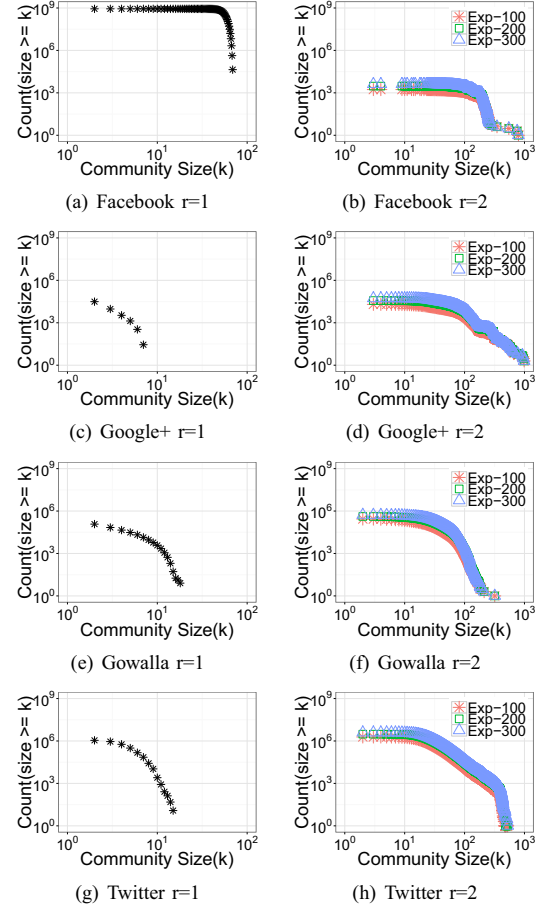 Count(size >= k)
10^9
10^6
10^3
10^0
10^0 10^1 10^2
Community Size(k)
(a) Facebook r=1
Count(size >= k)
10^9
10^6
10^3
10^0
Exp−100
Exp−200
Exp−300
10^0 10^1 10^2 10^3
Community Size(k)
(b) Facebook r=2
Count(size >= k)
10^9
10^6
10^3
10^0
10^0 10^1 10^2
Community Size(k)
(c) Google+ r=1
Count(size >= k)
10^9
10^6
10^3
10^0
Exp−100
Exp−200
Exp−300
10^0 10^1 10^2 10^3
Community Size(k)
(d) Google+ r=2
Count(size >= k)
10^9
10^6
10^3
10^0
10^0 10^1 10^2
Community Size(k)
(e) Gowalla r=1
Count(size >= k)
10^9
10^6
10^3
10^0
Exp−100
Exp−200
Exp−300
10^0 10^1 10^2 10^3
Community Size(k)
(f) Gowalla r=2
Count(size >= k)
10^9
10^6
10^3
10^0
10^0 10^1 10^2
Community Size(k)
(g) Twitter r=1
Count(size >= k)
10^9
10^6
10^3
10^0
Exp−100
Exp−200
Exp−300
10^0 10^1 10^2 10^3
Community Size(k)
(h) Twitter r=2